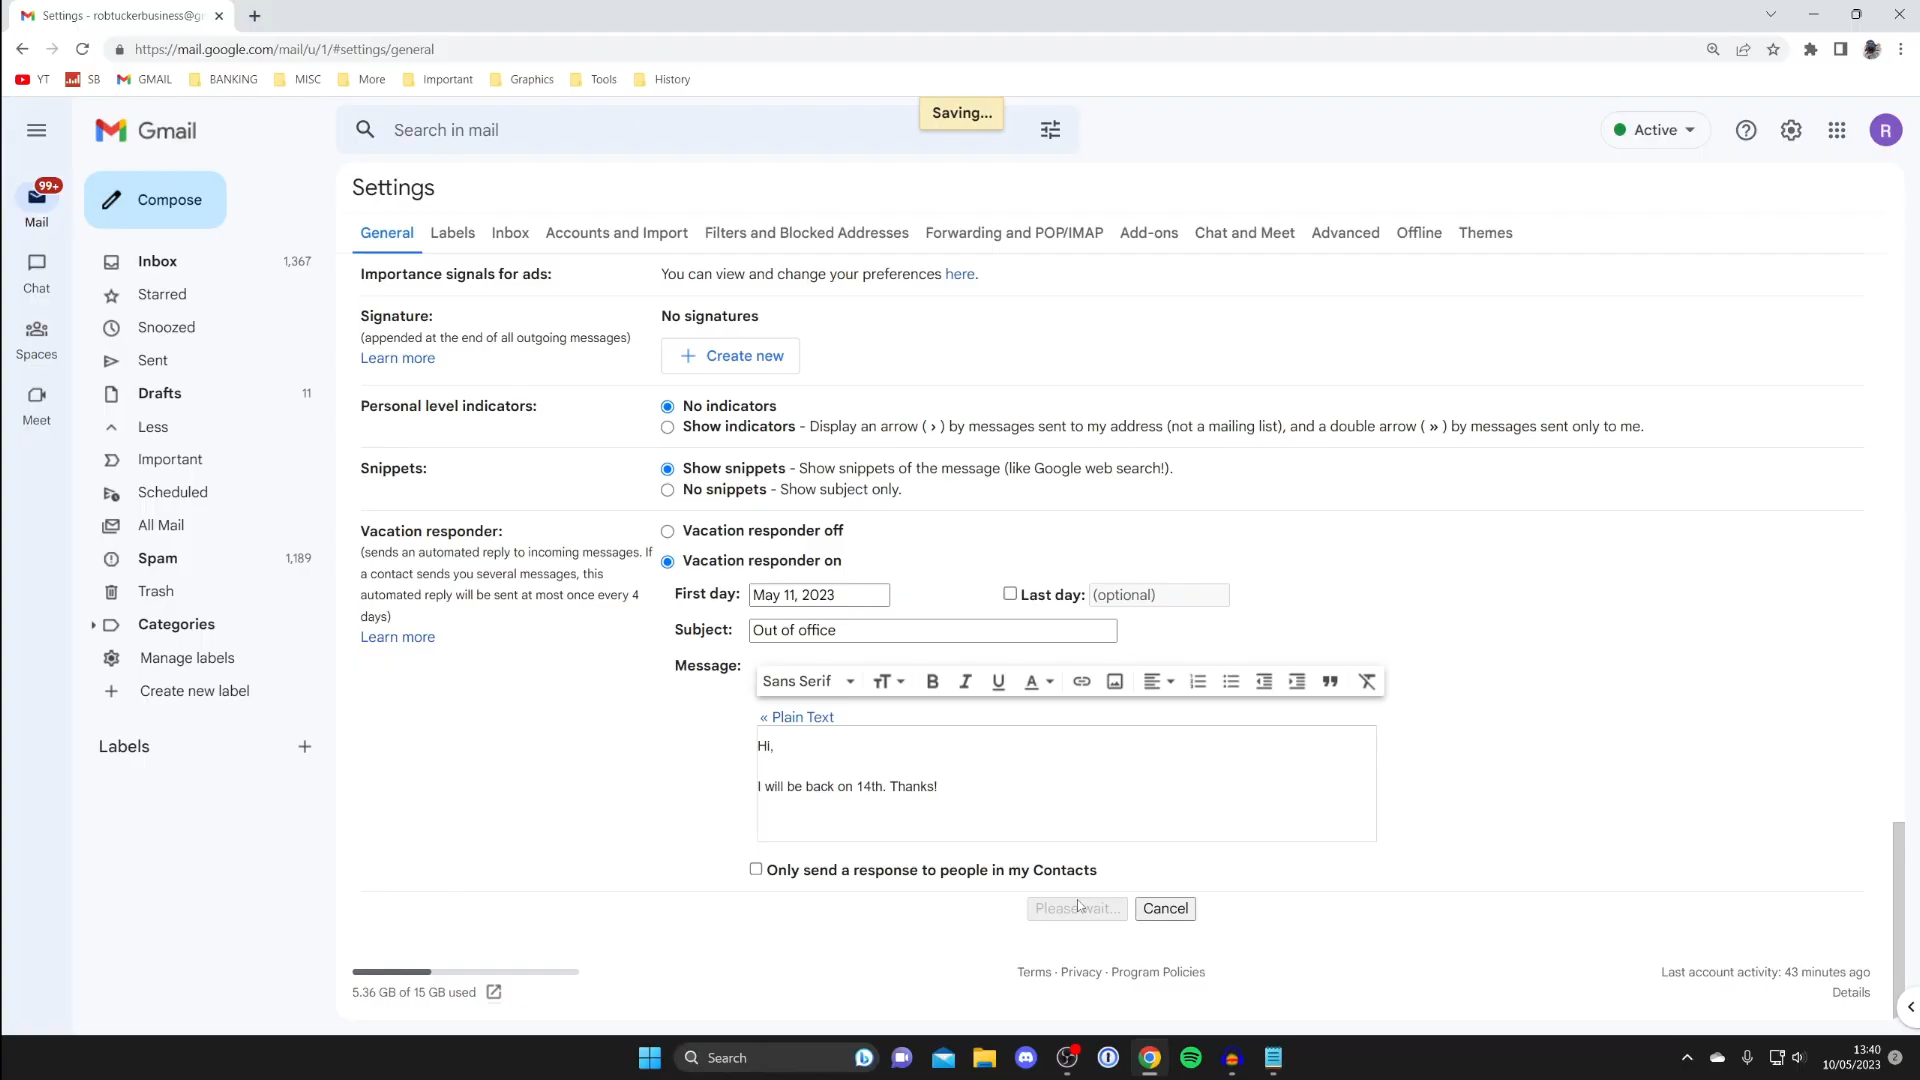 Settings - robtuckerbusiness@g
https://mail.google.com/mail/u/1/#settings/general
YT
SB
GMAIL
BANKING
MISC
More
Important
Graphics
Tools
History
Saving...
Gmail
Search in mail
Active
R
99+
Mail
Chat
Spaces
Meet
Compose
Inbox 1,367
Starred
Snoozed
Sent
Drafts 11
Less
Important
Scheduled
All Mail
Spam 1,189
Trash
Categories
Manage labels
Create new label
Labels
Settings
General Labels Inbox Accounts and Import Filters and Blocked Addresses Forwarding and POP/IMAP Add-ons Chat and Meet Advanced Offline Themes
Importance signals for ads: You can view and change your preferences here.
Signature:
(appended at the end of all outgoing messages)
Learn more
No signatures
Create new
Personal level indicators:
No indicators
Show indicators - Display an arrow ( › ) by messages sent to my address (not a mailing list), and a double arrow ( » ) by messages sent only to me.
Snippets:
Show snippets - Show snippets of the message (like Google web search!).
No snippets - Show subject only.
Vacation responder:
(sends an automated reply to incoming messages. If
a contact sends you several messages, this
automated reply will be sent at most once every 4
days)
Learn more
Vacation responder off
Vacation responder on
First day: May 11, 2023 Last day: (optional)
Subject: Out of office
Message:
Sans Serif
« Plain Text
Hi,
I will be back on 14th. Thanks!
Only send a response to people in my Contacts
Please wait... Cancel
5.36 GB of 15 GB used
Terms · Privacy · Program Policies
Last account activity: 43 minutes ago
Details
Search
13:40
10/05/2023
2